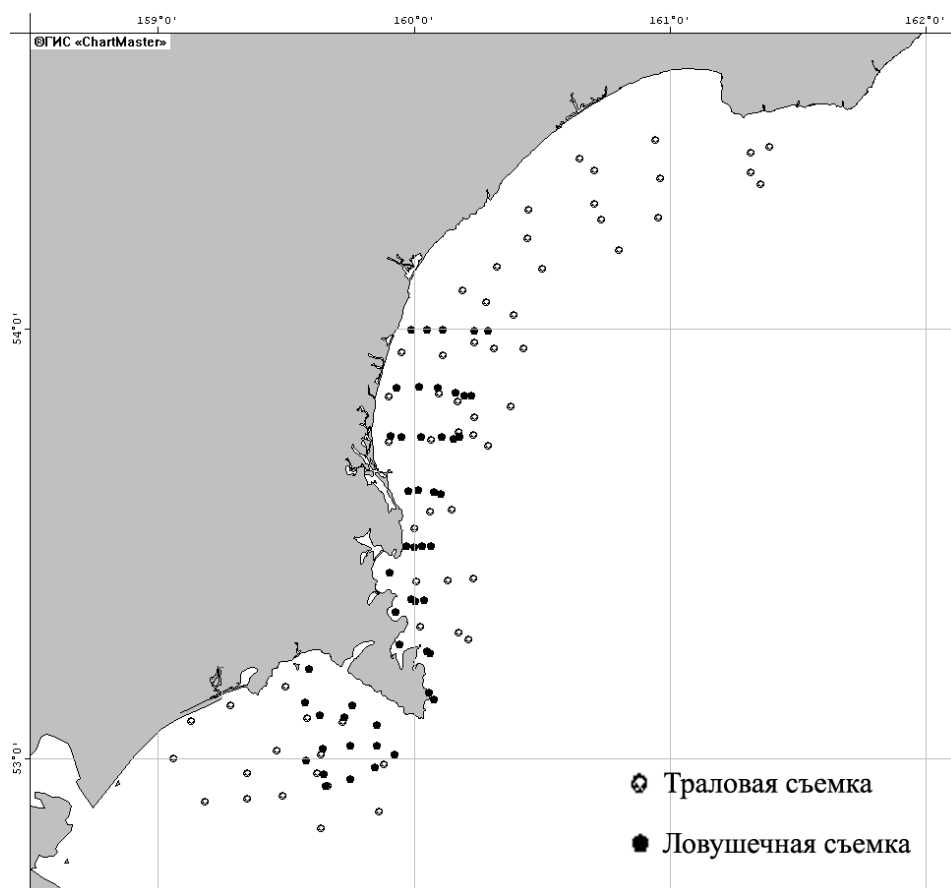 159°0' 160°0' 161°0' 162°0'
©ГИС «ChartMaster»
54°0'
53°0'
Траловая съемка
Ловушечная съемка